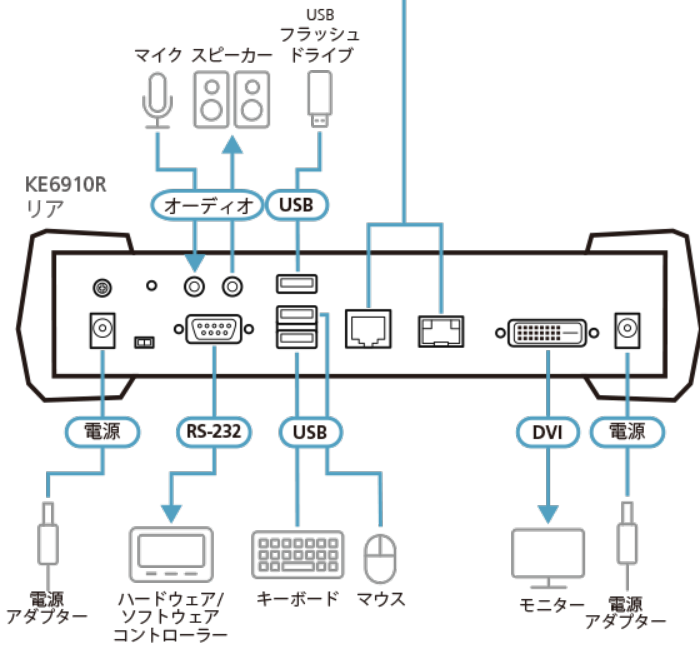 USB
フラッシュ
ドライブ
マイク スピーカー
KE6910R
リア
オーディオ
USB
電源
RS-232
USB
DVI
電源
電源
アダプター
ハードウェア/
ソフトウェア
コントローラー
キーボード
マウス
モニター
電源
アダプター